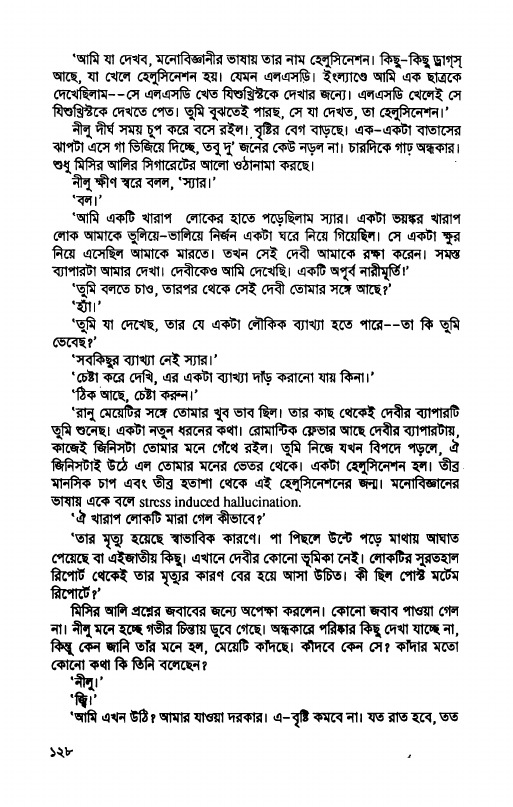 ‘আমি যা দেখব, মনোবিজ্ঞানীর ভাষায় তার নাম হেলুসিনেশন। কিছু-কিছু ড্রাগ্‌স্
আছে, যা খেলে হেলুসিনেশন হয়। যেমন এলএসডি। ইংল্যাণ্ডে আমি এক ছাত্রকে
দেখেছিলাম--সে এলএসডি খেত যিশুখ্রিস্টকে দেখার জন্যে। এলএসডি খেলেই সে
যিশুখ্রিস্টকে দেখতে পেত। তুমি বুঝতেই পারছ, সে যা দেখত, তা হেলুসিনেশন।’
নীলু দীর্ঘ সময় চুপ করে বসে রইল। বৃষ্টির বেগ বাড়ছে। এক-একটা বাতাসের
ঝাপটা এসে গা ভিজিয়ে দিচ্ছে, তবু দু’ জনের কেউ নড়ল না। চারদিকে গাঢ় অন্ধকার।
শুধু মিসির আলির সিগারেটের আলো ওঠানামা করছে।
নীলু ক্ষীণ স্বরে বলল, ‘স্যার।’
‘বল।’
‘আমি একটি খারাপ লোকের হাতে পড়েছিলাম স্যার। একটা ভয়ঙ্কর খারাপ
লোক আমাকে ভুলিয়ে-ভালিয়ে নির্জন একটা ঘরে নিয়ে গিয়েছিল। সে একটা ক্ষুর
নিয়ে এসেছিল আমাকে মারতে। তখন সেই দেবী আমাকে রক্ষা করেন। সমস্ত
ব্যাপারটা আমার দেখা। দেবীকেও আমি দেখেছি। একটি অপূর্ব নারীমূর্তি!’
‘তুমি বলতে চাও, তারপর থেকে সেই দেবী তোমার সঙ্গে আছে?’
‘হ্যাঁ।’
‘তুমি যা দেখেছ, তার যে একটা লৌকিক ব্যাখ্যা হতে পারে--তা কি তুমি
ভেবেছ?’
‘সবকিছুর ব্যাখ্যা নেই স্যার।’
‘চেষ্টা করে দেখি, এর একটা ব্যাখ্যা দাঁড় করানো যায় কিনা।’
‘ঠিক আছে, চেষ্টা করুন।’
‘রানু মেয়েটির সঙ্গে তোমার খুব ভাব ছিল। তার কাছ থেকেই দেবীর ব্যাপারটি
তুমি শুনেছ। একটা নতুন ধরনের কথা। রোমান্টিক ফ্লেভার আছে দেবীর ব্যাপারটায়,
কাজেই জিনিসটা তোমার মনে গেঁথে রইল। তুমি নিজে যখন বিপদে পড়লে, ঐ
জিনিসটাই উঠে এল তোমার মনের ভেতর থেকে। একটা হেলুসিনেশন হল। তীব্র
মানসিক চাপ এবং তীব্র হতাশা থেকে এই হেলুসিনেশনের জন্ম। মনোবিজ্ঞানের
ভাষায় একে বলে stress induced hallucination.
‘ঐ খারাপ লোকটি মারা গেল কীভাবে?’
‘তার মৃত্যু হয়েছে স্বাভাবিক কারণে। পা পিছলে উল্টে পড়ে মাথায় আঘাত
পেয়েছে বা এইজাতীয় কিছু। এখানে দেবীর কোনো ভূমিকা নেই। লোকটির সুরতহাল
রিপোর্ট থেকেই তার মৃত্যুর কারণ বের হয়ে আসা উচিত। কী ছিল পোস্ট মর্টেম
রিপোর্টে?’
মিসির আলি প্রশ্নের জবাবের জন্যে অপেক্ষা করলেন। কোনো জবাব পাওয়া গেল
না। নীলু মনে হচ্ছে গভীর চিন্তায় ডুবে গেছে। অন্ধকারে পরিষ্কার কিছু দেখা যাচ্ছে না,
কিন্তু কেন জানি তাঁর মনে হল, মেয়েটি কাঁদছে। কাঁদবে কেন সে? কাঁদার মতো
কোনো কথা কি তিনি বলেছেন?
‘নীলু।’
‘জ্বি।’
‘আমি এখন উঠি? আমার যাওয়া দরকার। এ-বৃষ্টি কমবে না। যত রাত হবে, তত
১২৮